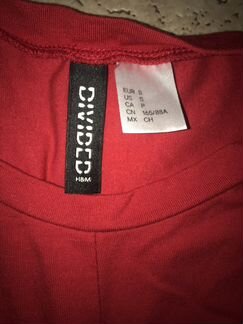 DIVIDED
H&M
EUR S
US S
CA P
CN 165/88A
MX CH